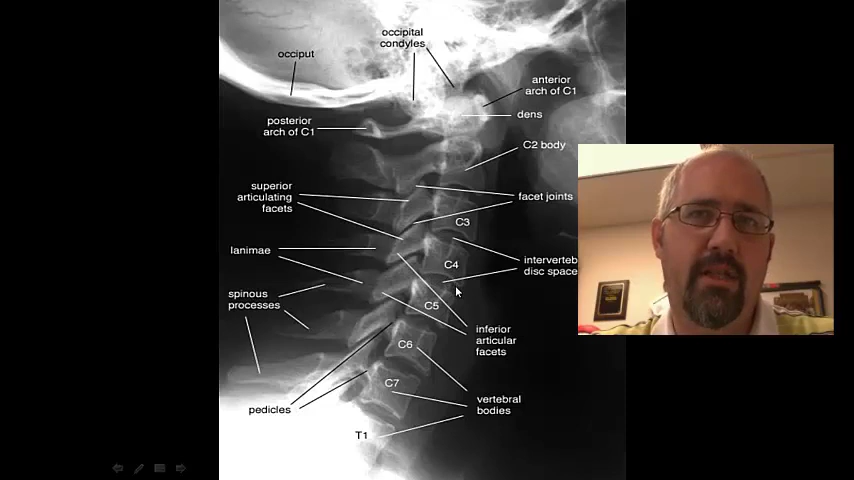 occipital
condyles
occiput
anterior
arch of C1
dens
posterior
arch of C1
C2 body
superior
articulating
facets
facet joints
C3
lanimae
C4
interverteb
disc space
spinous
processes
C5
inferior
articular
facets
C6
C7
pedicles
vertebral
bodies
T1